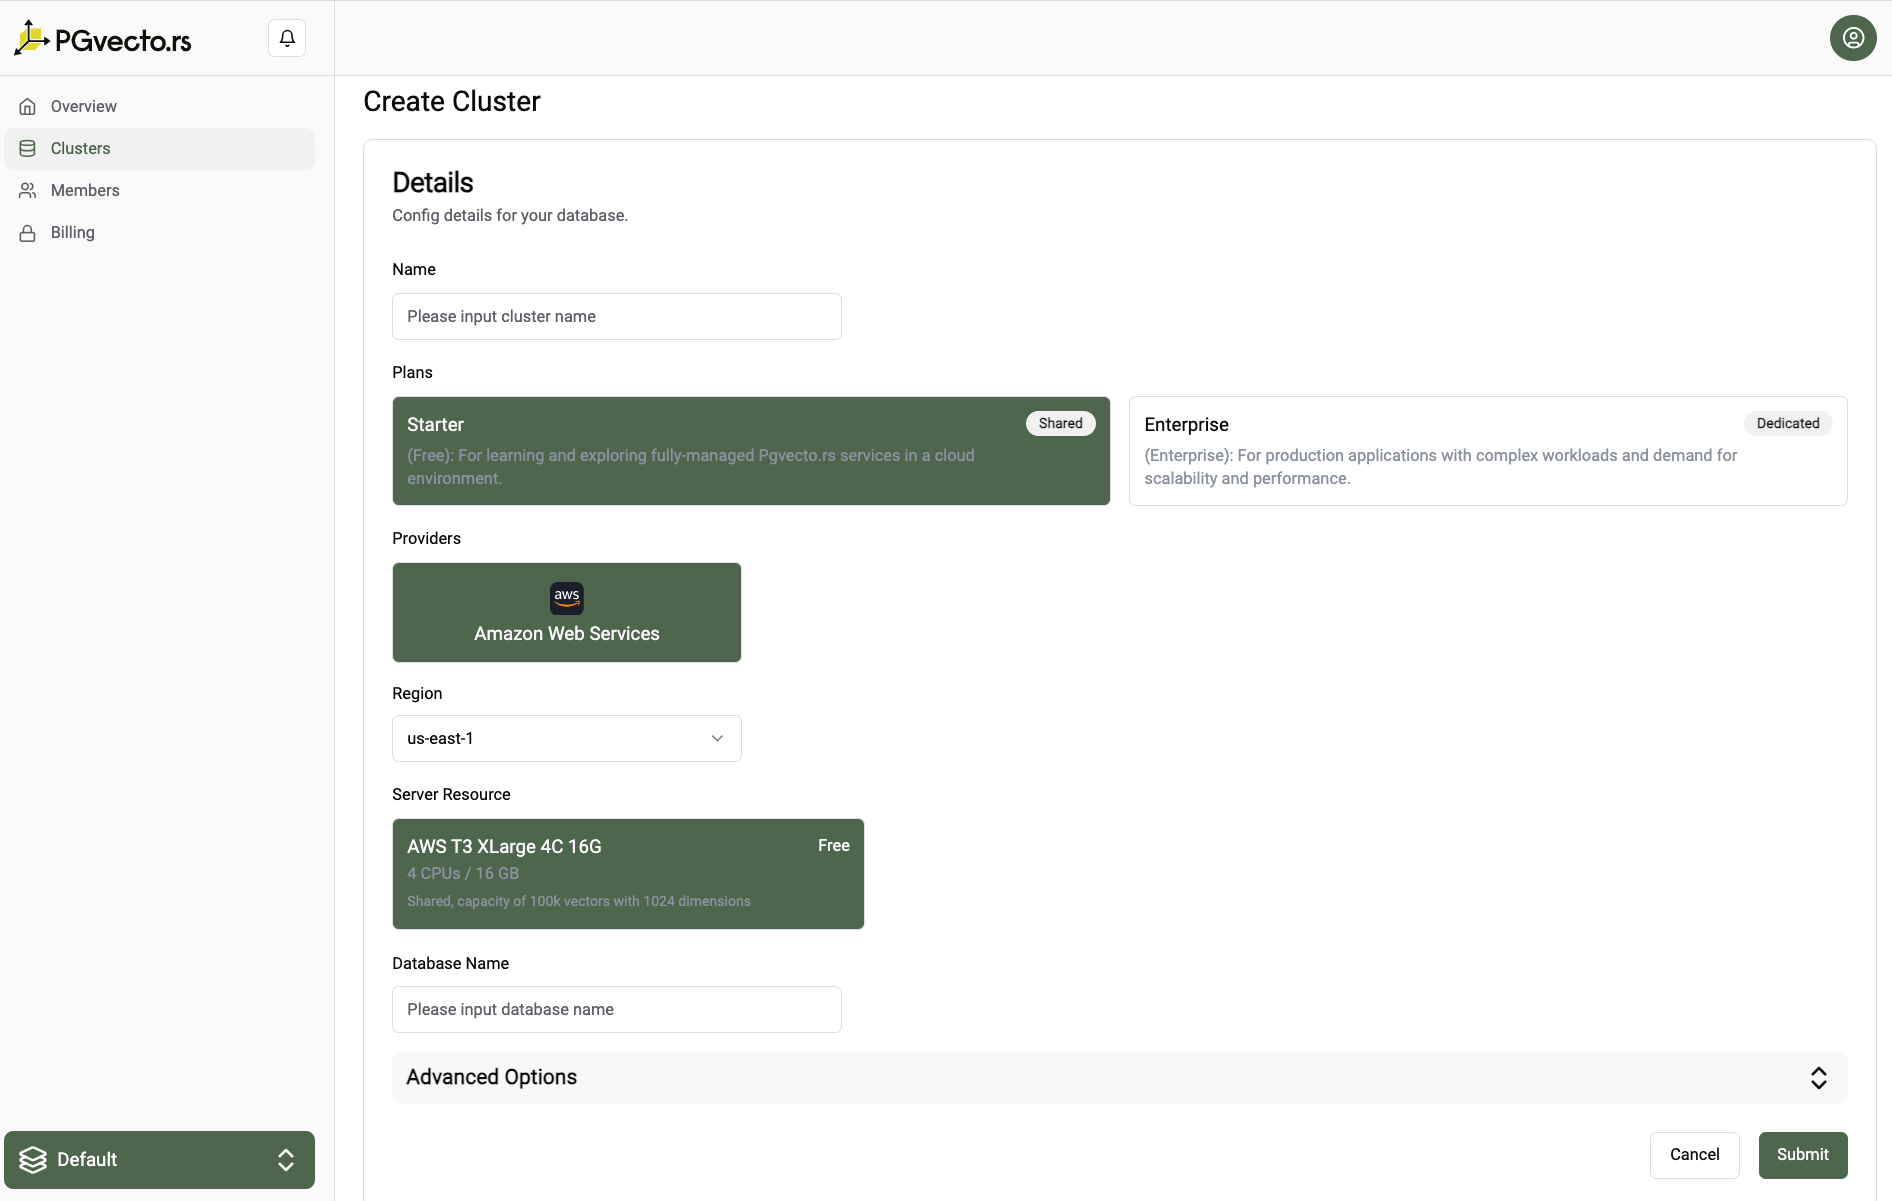 PGvecto.rs
Overview
Clusters
Members
Billing
Default
Create Cluster
Details
Config details for your database.
Name
Please input cluster name
Plans
Starter
Shared
(Free): For learning and exploring fully-managed Pgvecto.rs services in a cloud
environment.
Enterprise
Dedicated
(Enterprise): For production applications with complex workloads and demand for
scalability and performance.
Providers
aws
Amazon Web Services
Region
us-east-1
Server Resource
AWS T3 XLarge 4C 16G
Free
4 CPUs / 16 GB
Shared, capacity of 100k vectors with 1024 dimensions
Database Name
Please input database name
Advanced Options
Cancel
Submit